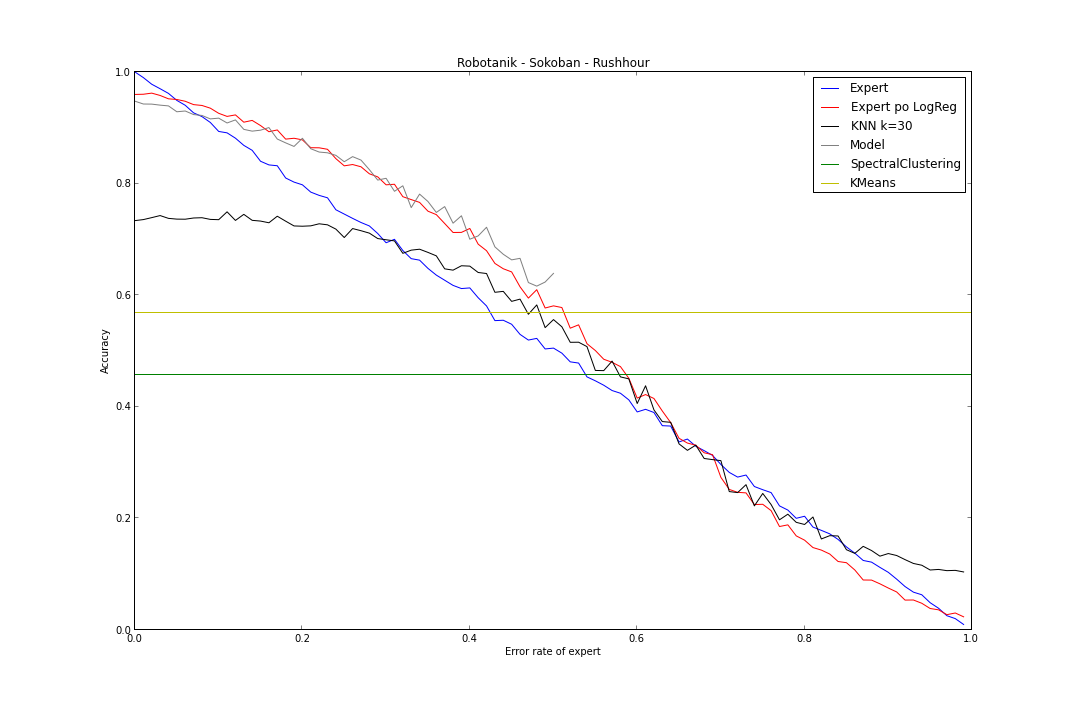 Robotanik - Sokoban - Rushhour
Expert
Expert po LogReg
KNN k=30
Model
SpectralClustering
KMeans
1.0
0.8
0.6
0.4
0.2
0.0
Accuracy
0.0 0.2 0.4 0.6 0.8 1.0
Error rate of expert